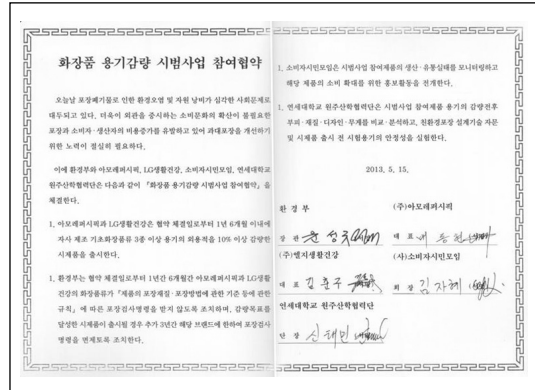 화장품 용기감량 시범사업 참여협약
오늘날 포장폐기물로 인한 환경오염 및 자원 낭비가 심각한 사회문제로
대두되고 있다. 더욱이 외관을 중시하는 소비문화의 확산이 불필요한
포장과 소비자·생산자의 비용증가를 유발하고 있어 과대포장을 개선하기
위한 노력이 절실히 필요하다.
이에 환경부와 아모레퍼시픽, LG생활건강, 소비자시민모임, 연세대학교
원주산학협력단은 다음과 같이 『화장품 용기감량 시범사업 참여협약』을
체결한다.
1. 아모레퍼시픽과 LG생활건강은 협약 체결일로부터 1년 6개월 이내에
자사 제조 기초화장품류 3종 이상 용기의 외용적을 10% 이상 감량한
시제품을 출시한다.
1. 환경부는 협약 체결일로부터 1년간 6개월간 아모레퍼시픽과 LG생활
건강의 화장품류가 『제품의 포장재질·포장방법에 관한 기준 등에 관한
규칙』에 따른 포장검사명령을 받지 않도록 조치하며, 감량목표를
달성한 시제품이 출시될 경우 추가 3년간 해당 브랜드에 한하여 포장검사
명령을 면제토록 조치한다.
1. 소비자시민모임은 시범사업 참여제품의 생산·유통실태를 모니터링하고
해당 제품의 소비 확대를 위한 홍보활동을 전개한다.
1. 연세대학교 원주산학협력단은 시범사업 참여제품 용기의 감량전후
부피·재질·디자인·무게를 비교·분석하고, 친환경포장 설계기술 자문
및 시제품 출시 전 시험용기의 안정성을 실험한다.
2013. 5. 15.
환경부 (주)아모레퍼시픽
장관 윤성규 대표
(주)엘지생활건강 (사)소비자시민모임
대표 회장 김자혜
연세대학교 원주산학협력단
단장 신해민